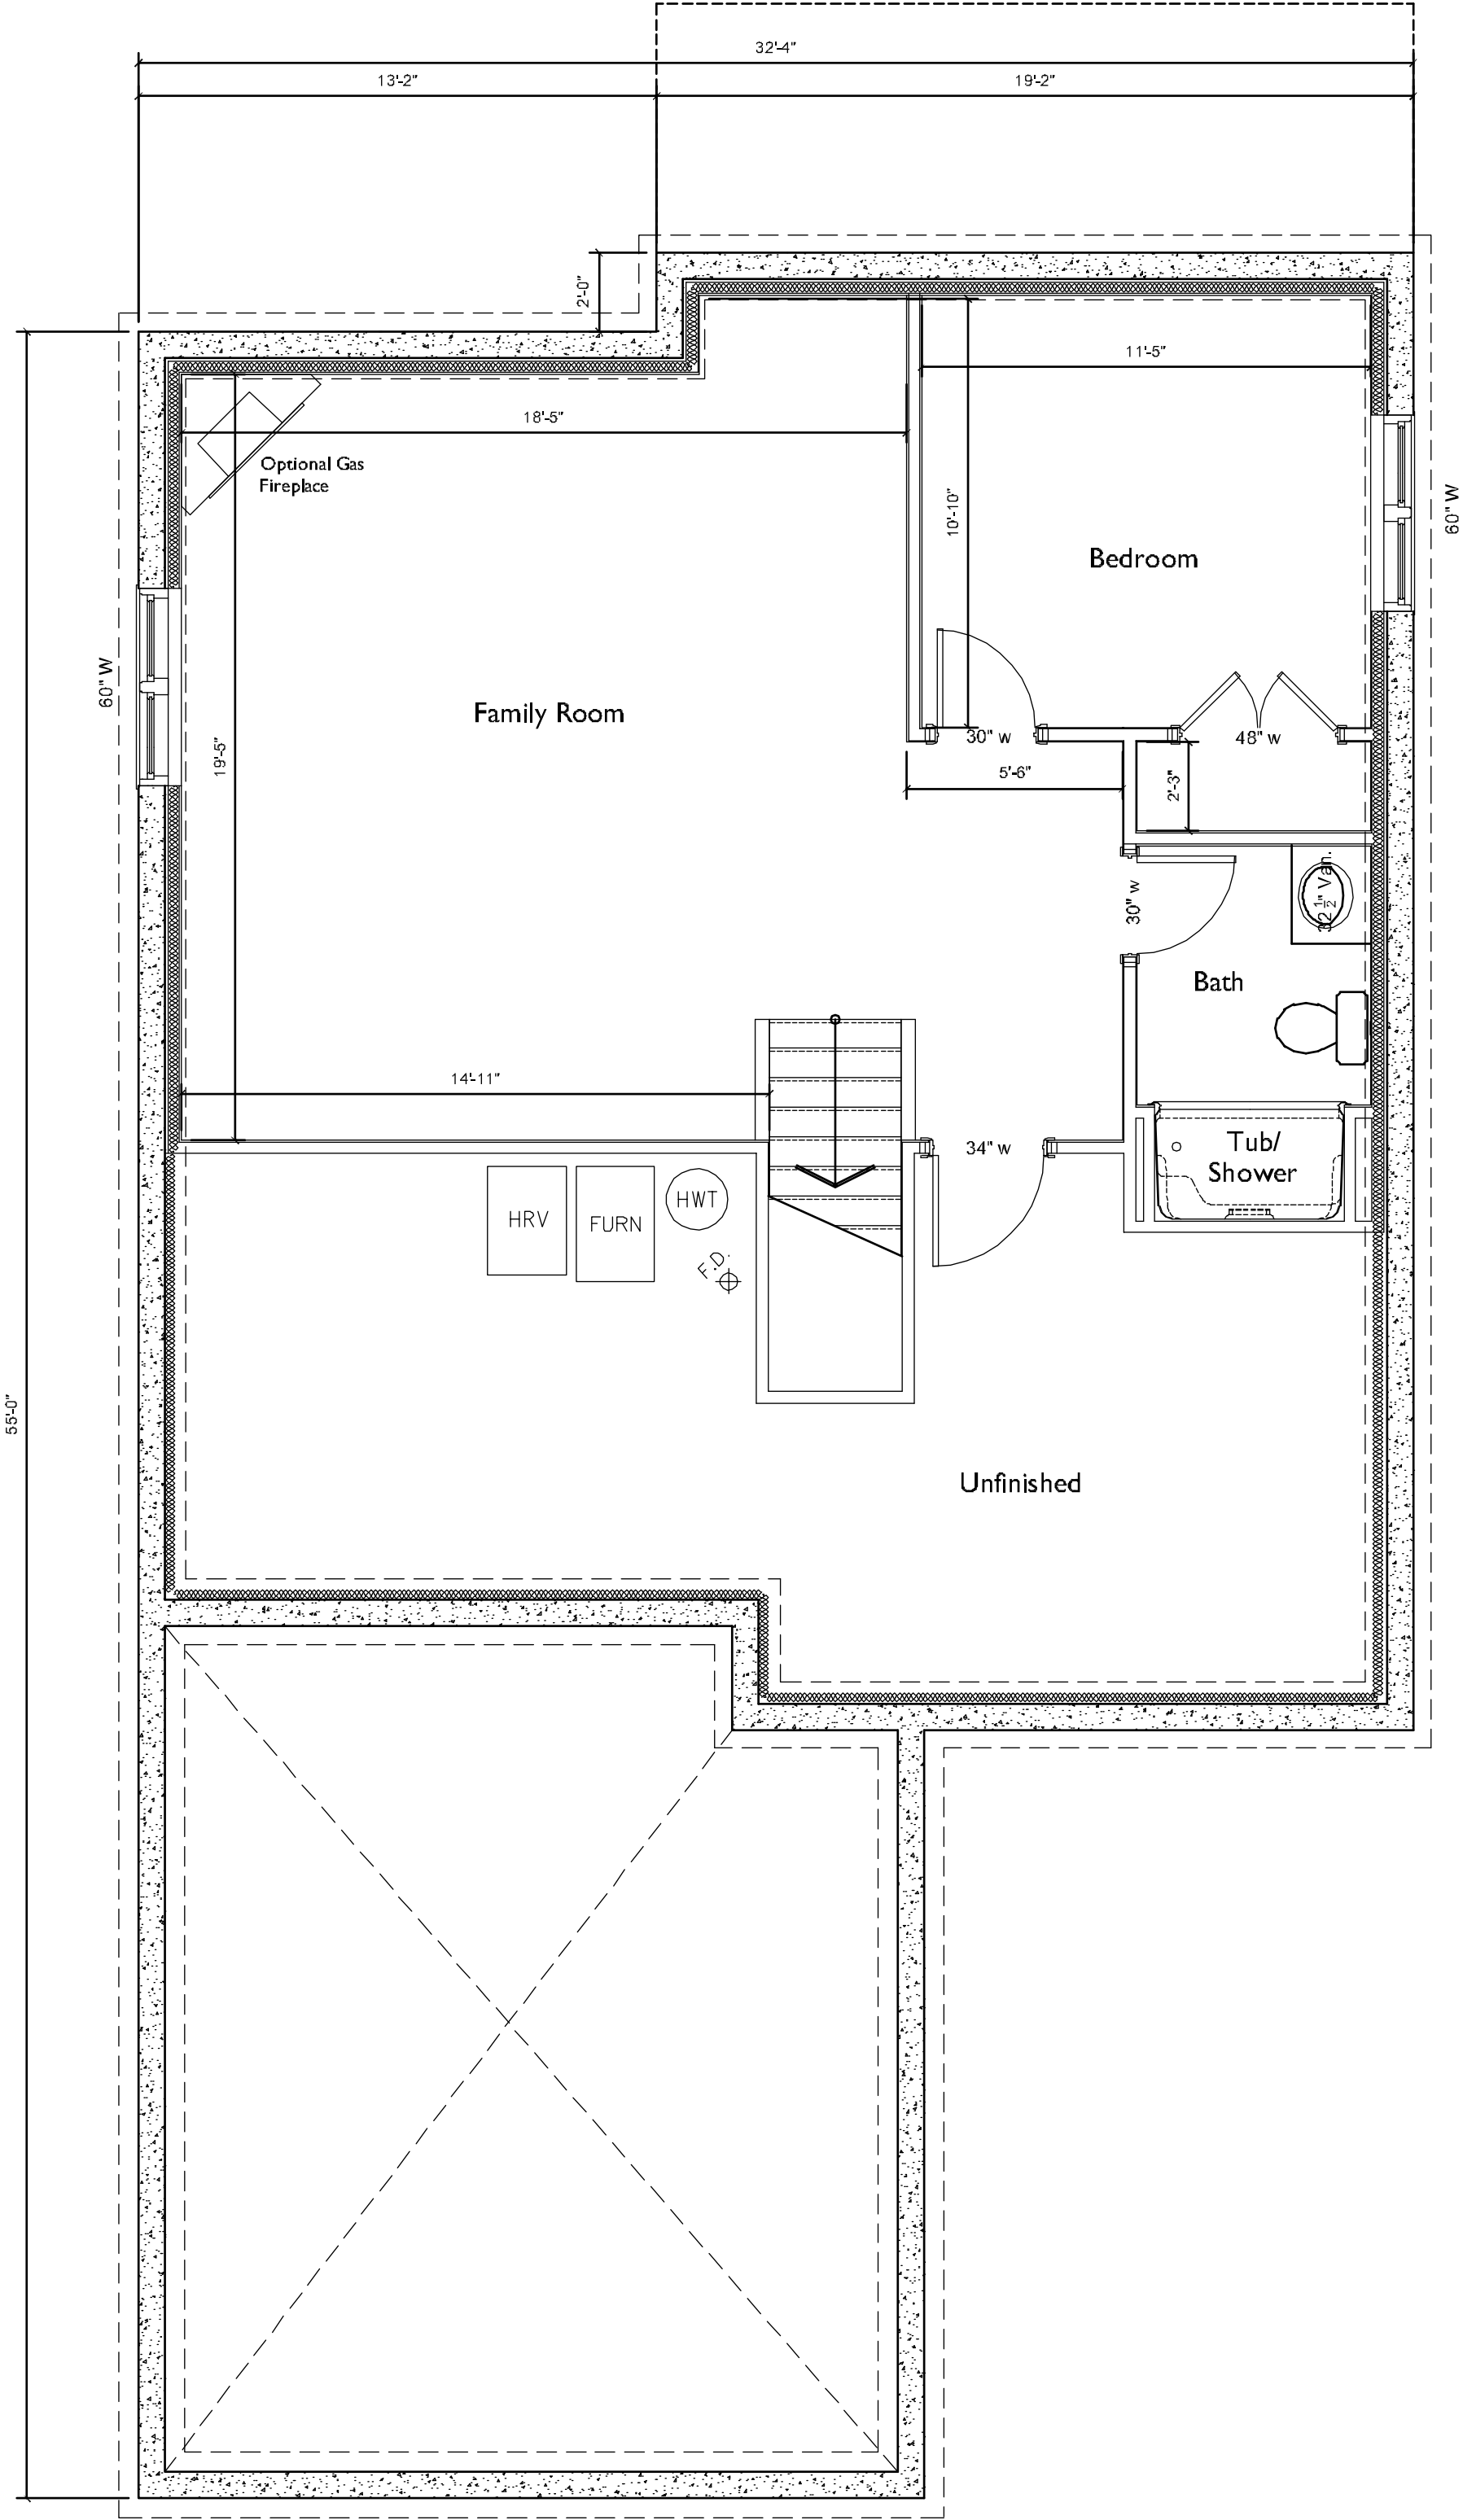 32'-4"
13'-2"
19'-2"
2'-0"
11'-5"
18'-5"
Optional Gas
Fireplace
10'-10"
60" W
Bedroom
60" W
Family Room
19'-5"
30" w
48" w
5'-6"
2'-3"
32 1/2" Van.
30" w
Bath
14'-11"
34" w
Tub/
Shower
HRV
FURN
HWT
F.D.
55'-0"
Unfinished